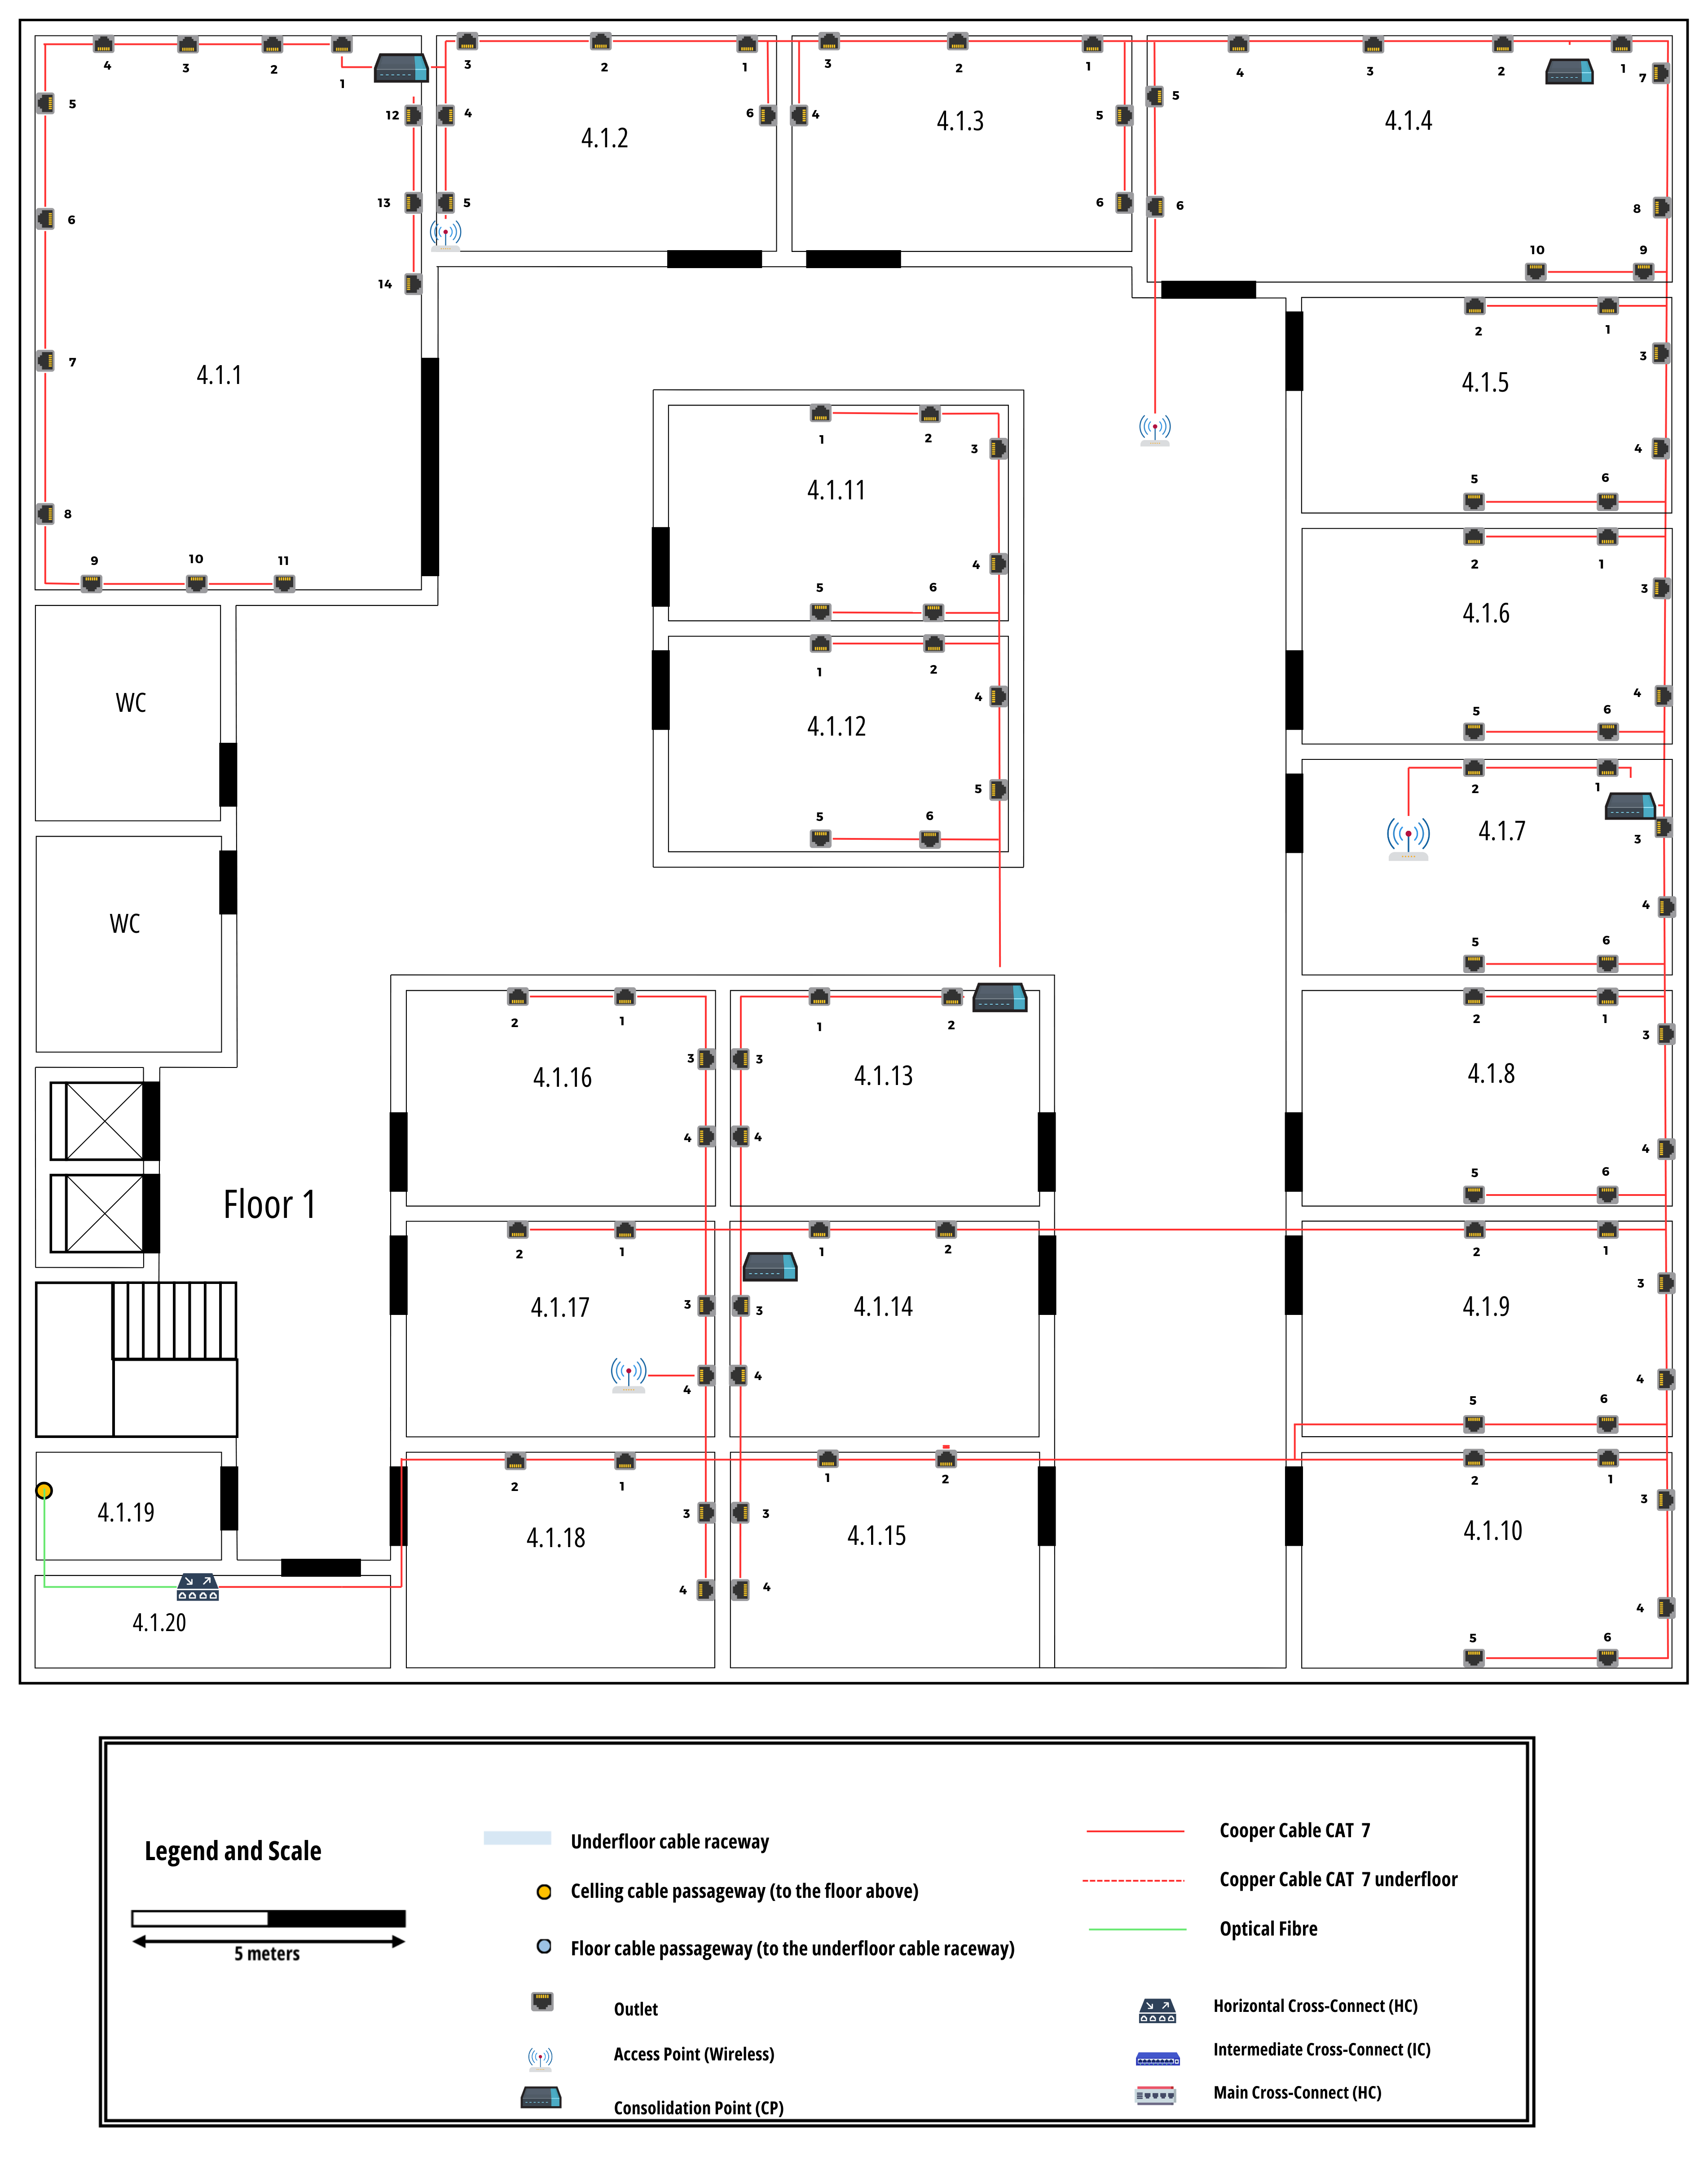 4 3 2 1 3 2 1 3 2 1 4 3 2 1
7
5 12 4 6 4 5 5
4.1.2 4.1.3 4.1.4
13 5 6 6 8
6
10 9
14
2 1
7 4.1.1 3
4.1.5
1 2 3 4
4.1.11
5 6
8
9 10 11 4 2 1
5 6 3
4.1.6
1 2 4
WC 4 5 6
4.1.12
5 2 1
5 6 4.1.7 3
WC 4
5 6
2 1 1 2 2 1
3 3 3
4.1.16 4.1.13 4.1.8
4 4 4
5 6
Floor 1
2 1 1 2 2 1
3 3 3
4.1.17 4.1.14 4.1.9
4 4 4
5 6
2 1 1 2 2 1
4.1.19 3 3 3
4.1.18 4.1.15 4.1.10
4 4 4
4.1.20
5 6
Legend and Scale
5 meters
Underfloor cable raceway
Celling cable passageway (to the floor above)
Floor cable passageway (to the underfloor cable raceway)
Outlet
Access Point (Wireless)
Consolidation Point (CP)
Cooper Cable CAT 7
Copper Cable CAT 7 underfloor
Optical Fibre
Horizontal Cross-Connect (HC)
Intermediate Cross-Connect (IC)
Main Cross-Connect (HC)